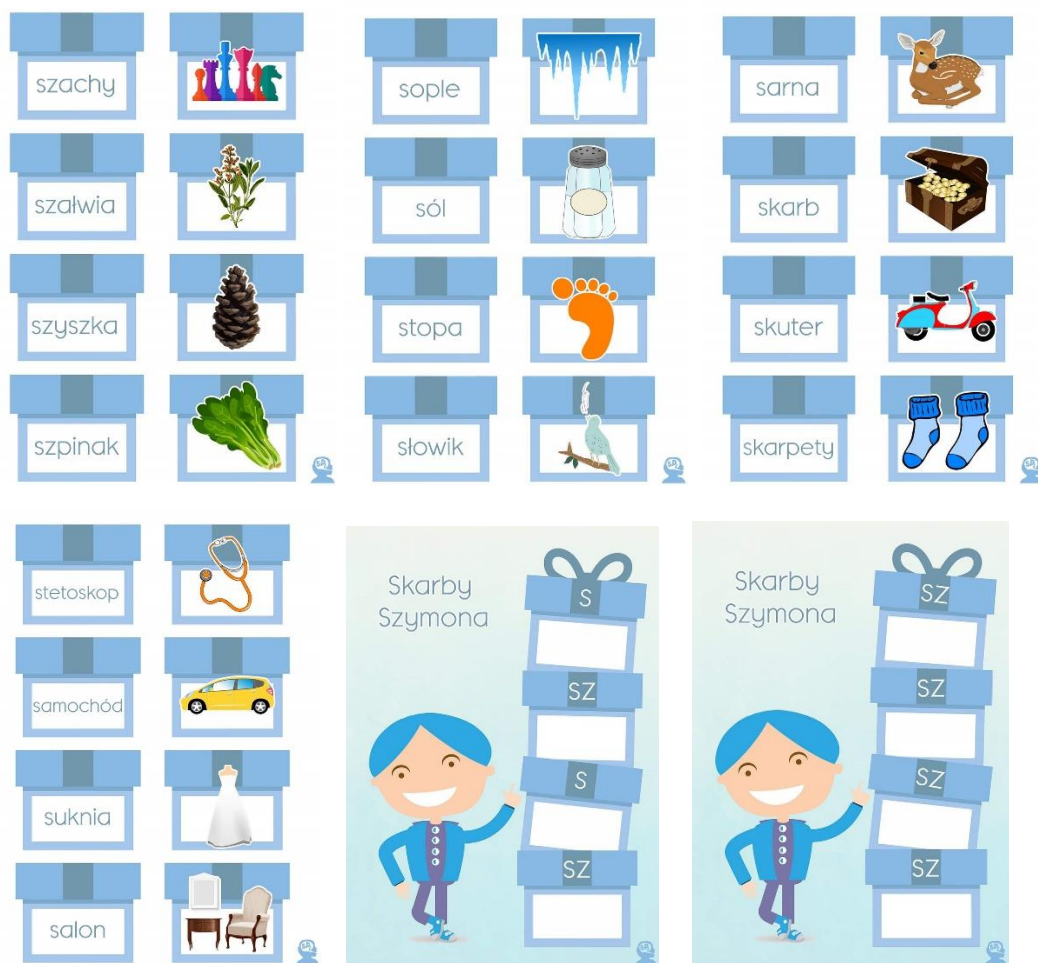 szachy
szałwia
szyszka
szpinak
sople
sól
stopa
słowik
sarna
skarb
skuter
skarpety
stetoskop
samochód
suknia
salon
Skarby
Szymona
S
SZ
S
SZ
Skarby
Szymona
SZ
SZ
SZ
SZ